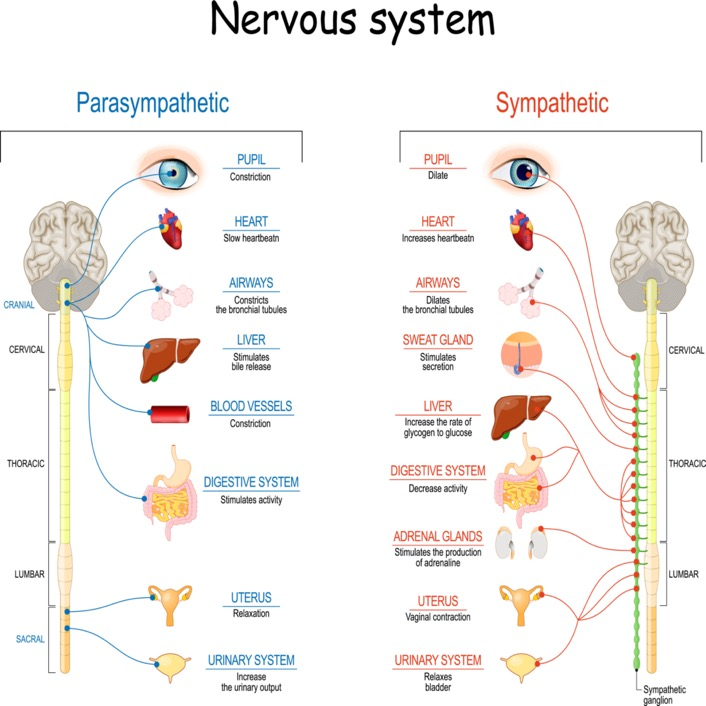 Nervous system
Parasympathetic
PUPIL
Constriction
HEART
Slow heartbeatn
AIRWAYS
Constricts
the bronchial tubules
LIVER
Stimulates
bile release
BLOOD VESSELS
Constriction
DIGESTIVE SYSTEM
Stimulates activity
UTERUS
Relaxation
URINARY SYSTEM
Increase
the urinary output
CRANIAL
CERVICAL
THORACIC
LUMBAR
SACRAL
Sympathetic
PUPIL
Dilate
HEART
Increases heartbeatn
AIRWAYS
Dilates
the bronchial tubules
SWEAT GLAND
Stimulates
secretion
LIVER
Increase the rate of
glycogen to glucose
DIGESTIVE SYSTEM
Decrease activity
ADRENAL GLANDS
Stimulates the production
of adrenaline
UTERUS
Vaginal contraction
URINARY SYSTEM
Relaxes
bladder
CERVICAL
THORACIC
LUMBAR
Sympathetic
ganglion